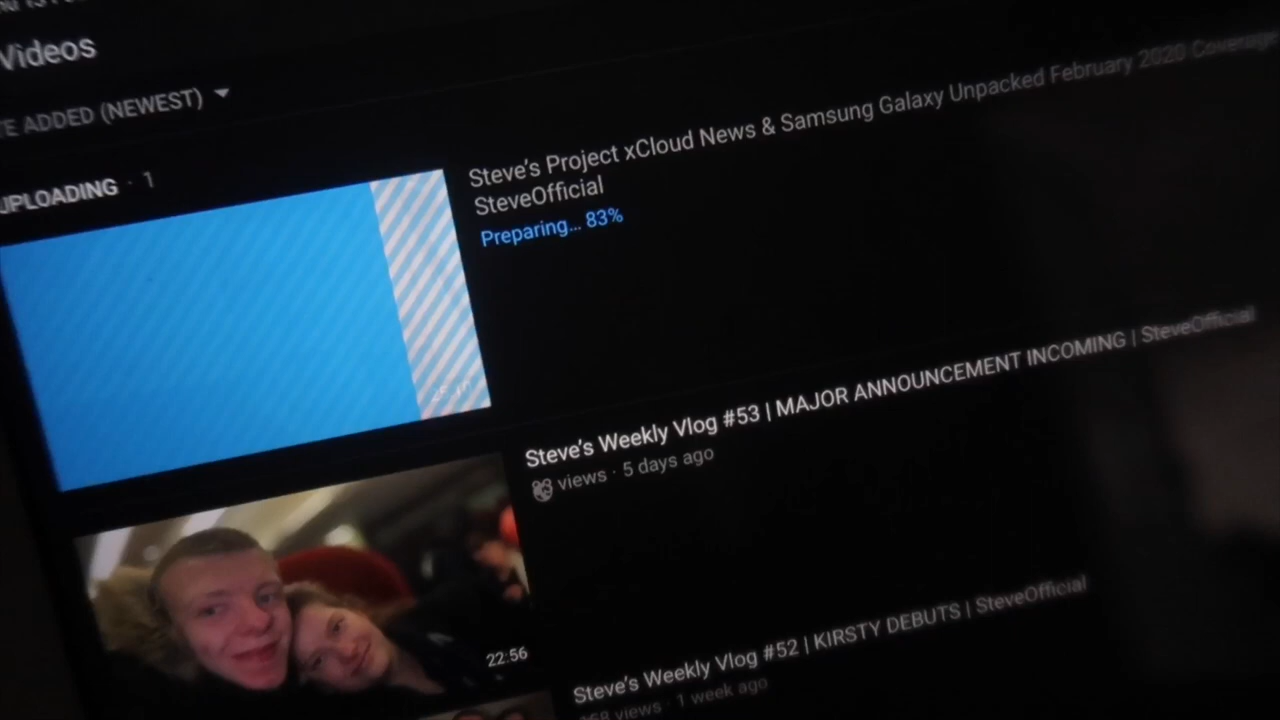 Videos
ADDED (NEWEST)
UPLOADING · 1
Steve's Project xCloud News & Samsung Galaxy Unpacked February 2020 Coverage
SteveOfficial
Preparing... 83%
Steve's Weekly Vlog #53 | MAJOR ANNOUNCEMENT INCOMING | SteveOfficial
views · 5 days ago
22:56
Steve's Weekly Vlog #52 | KIRSTY DEBUTS | SteveOfficial
views · 1 week ago